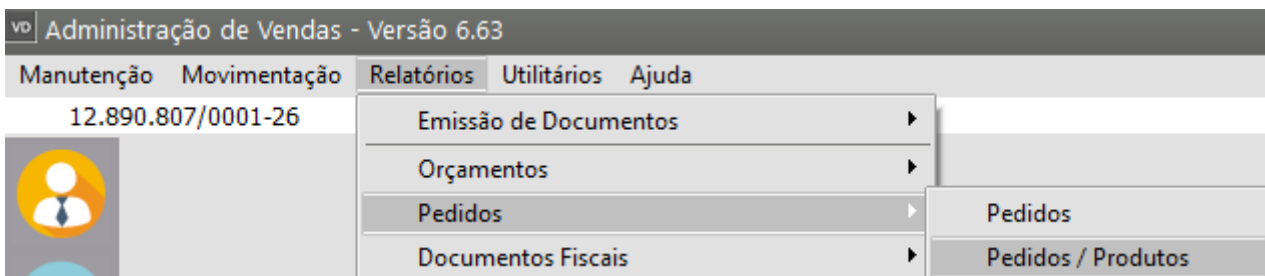 VD Administração de Vendas - Versão 6.63
Manutenção Movimentação Relatórios Utilitários Ajuda
12.890.807/0001-26
Emissão de Documentos
Orçamentos
Pedidos
Pedidos
Documentos Fiscais
Pedidos / Produtos